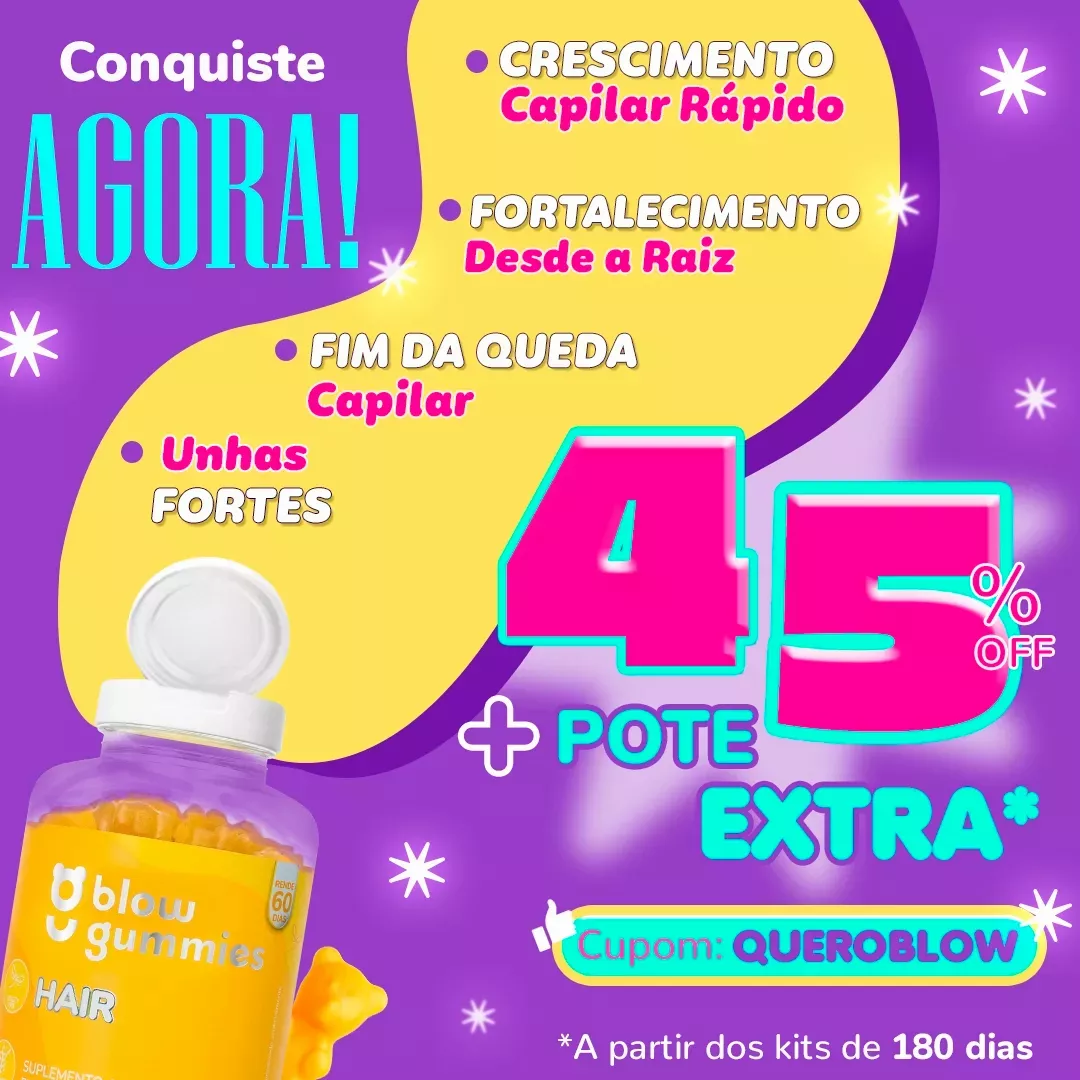 Conquiste
AGORA!
• CRESCIMENTO
Capilar Rápido
• FORTALECIMENTO
Desde a Raiz
• FIM DA QUEDA
Capilar
• Unhas
FORTES
45
%
OFF
+ POTE
EXTRA*
Cupom: QUEROBLOW
*A partir dos kits de 180 dias
RENDE
60
DIAS
blow
gummies
HAIR
SUPLEMENTO